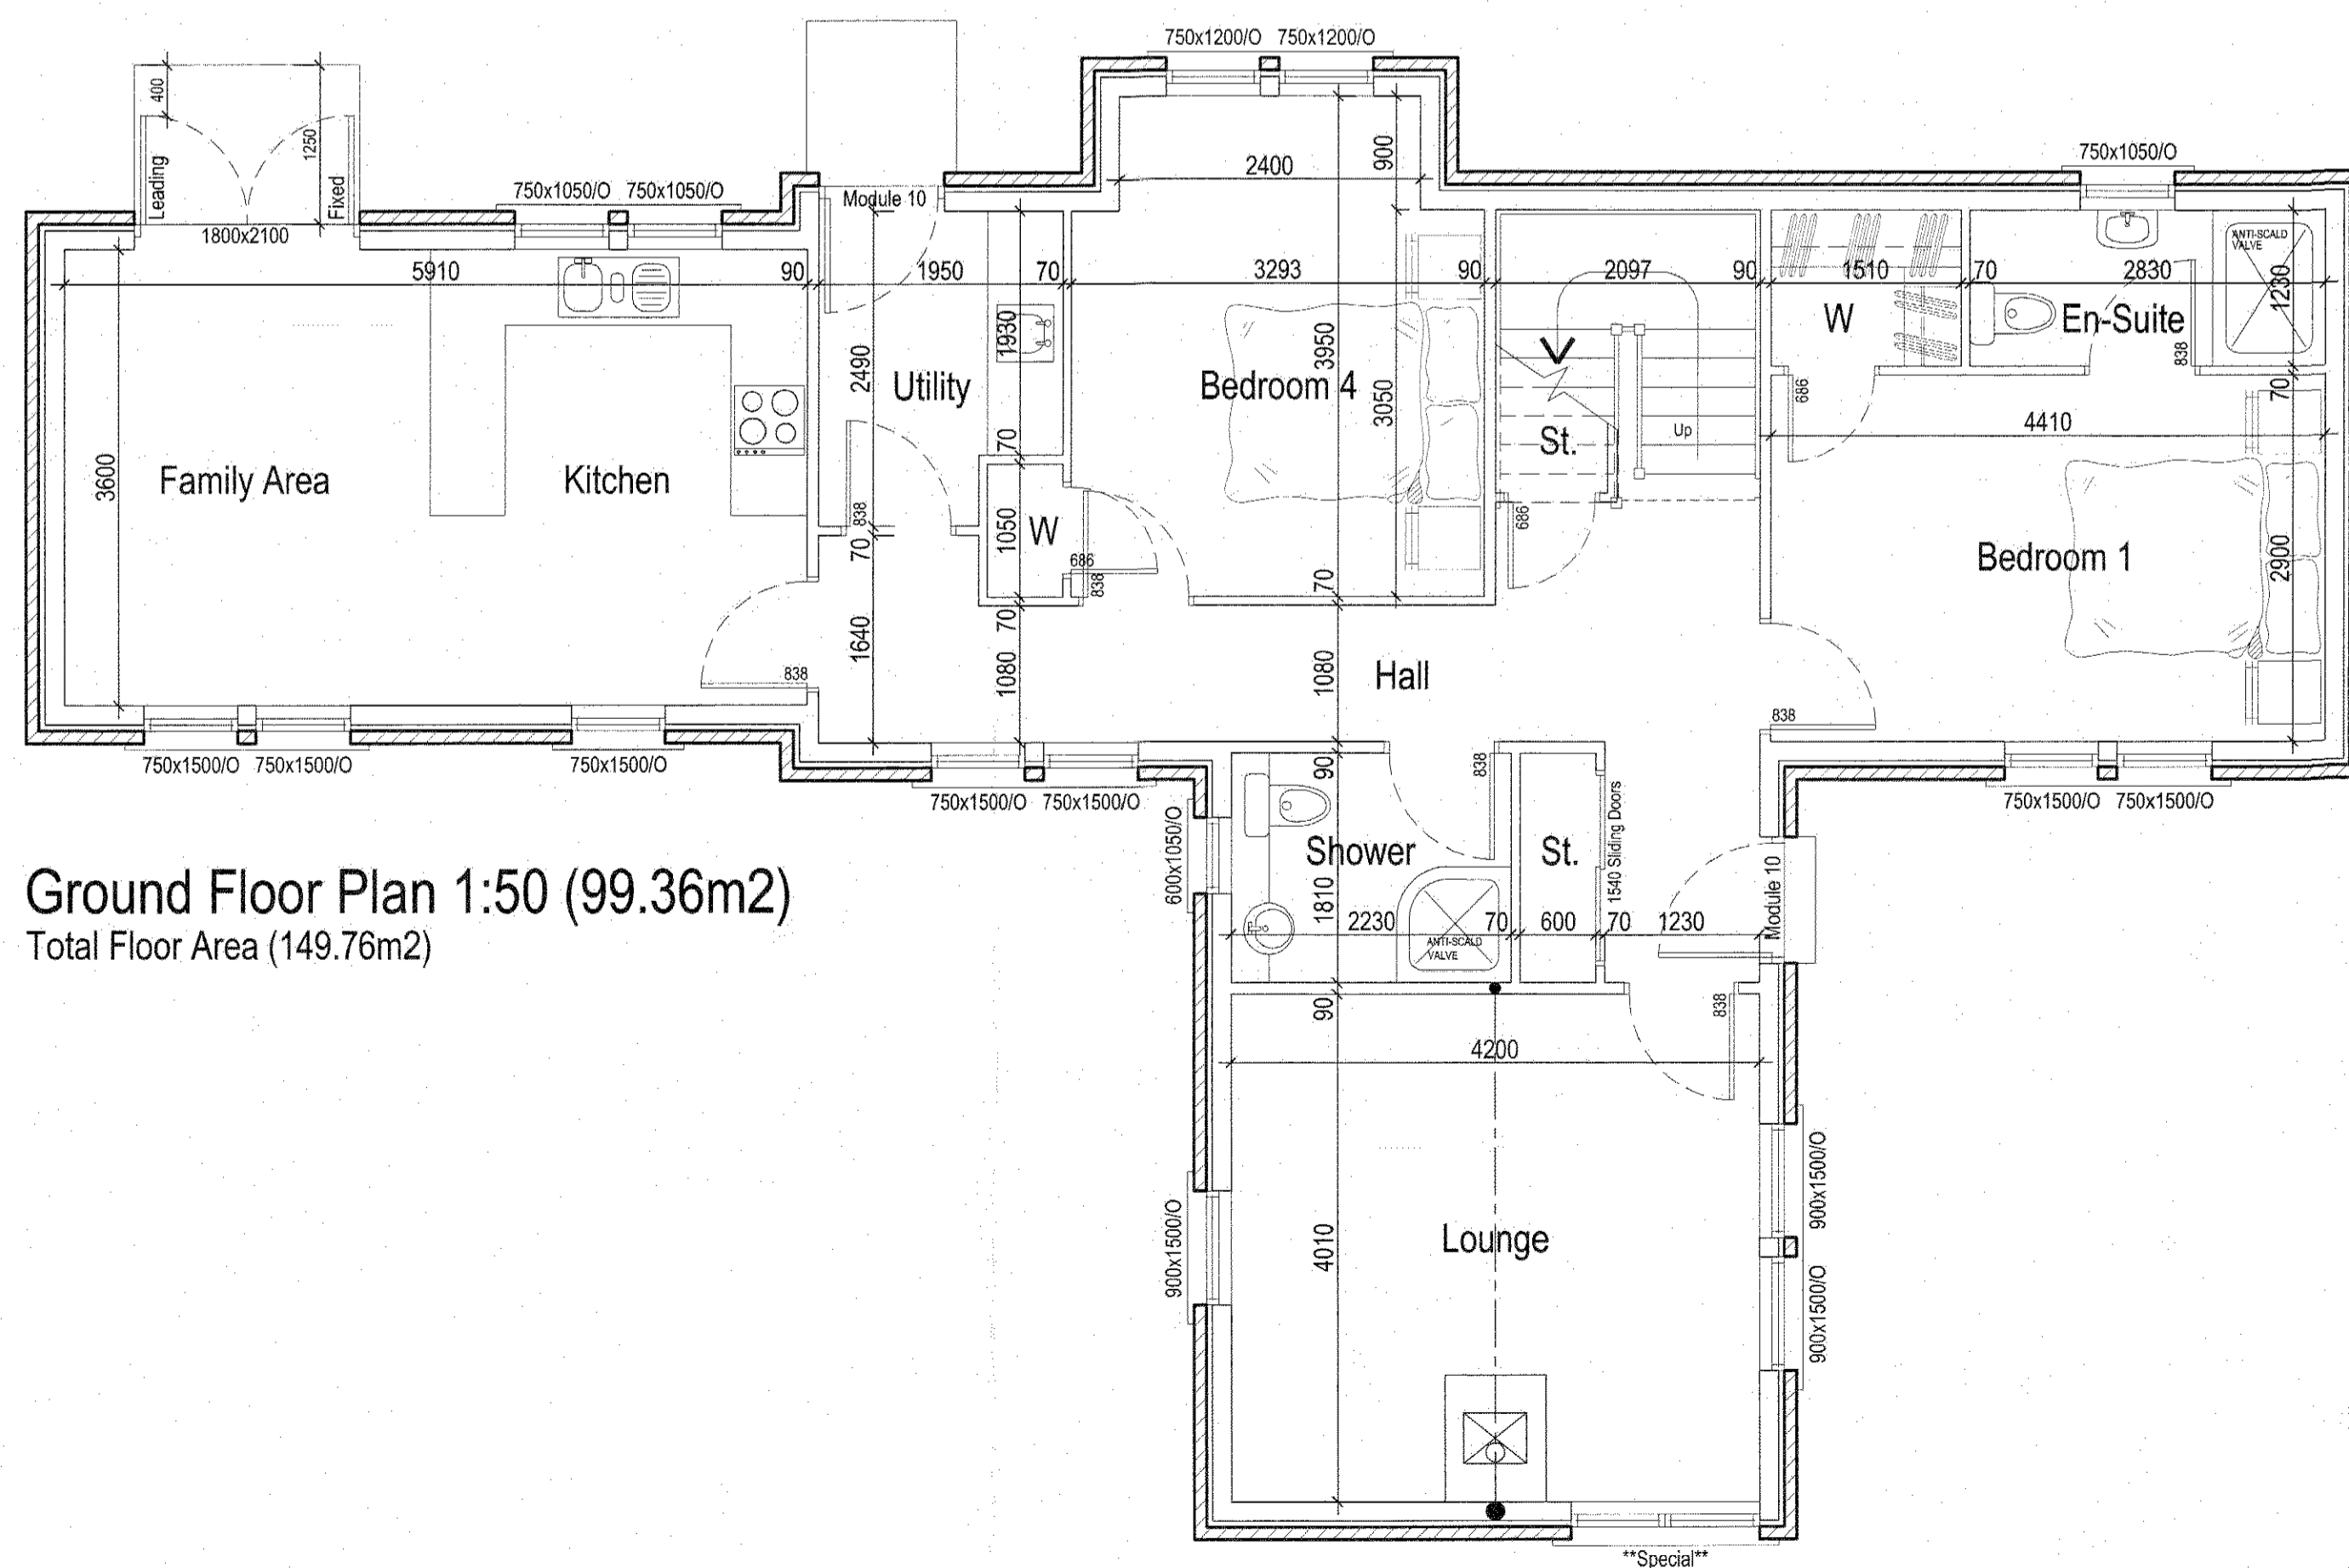 750x1200/O 750x1200/O
400
1250
Leading
Fixed
1800x2100
750x1050/O 750x1050/O
Module 10
2400
900
750x1050/O
ANTI-SCALD
VALVE
5910
90
1950
70
3293
90
2097
90
1510
70
2830
1230
W
En-Suite
838
70
2490
1930
3950
3050
Utility
Bedroom 4
686
4410
St.
Up
3600
Family Area
Kitchen
70
838
70
1050
W
686
838
70
686
Bedroom 1
2900
1640
70
1080
1080
Hall
838
838
750x1500/O 750x1500/O
750x1500/O
750x1500/O 750x1500/O
750x1500/O 750x1500/O
90
838
600x1050/O
Shower
St.
1540 Sliding Doors
Module 10
1810
2230
70
600
70
1230
ANTI-SCALD
VALVE
Ground Floor Plan 1:50 (99.36m2)
Total Floor Area (149.76m2)
90
838
4200
900x1500/O
4010
Lounge
900x1500/O
900x1500/O
**Special**